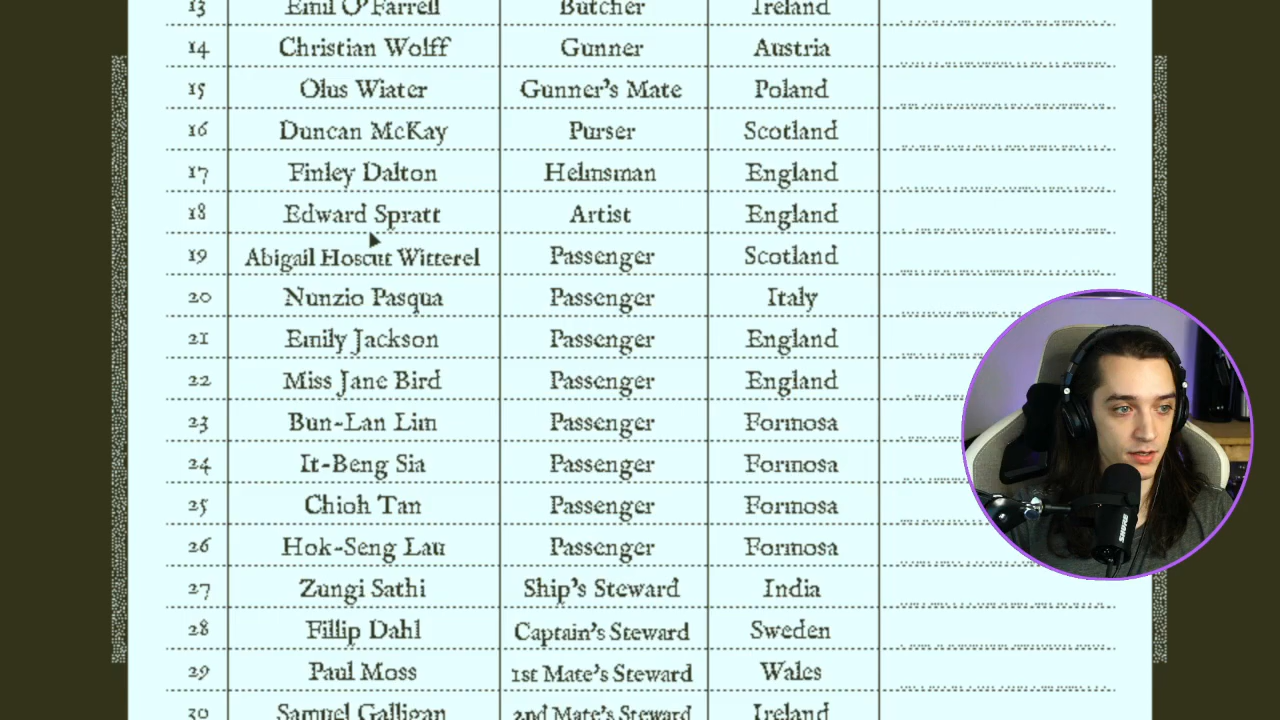 13 Emil O'Farrell Butcher Ireland
14 Christian Wolff Gunner Austria
15 Olus Wiater Gunner's Mate Poland
16 Duncan McKay Purser Scotland
17 Finley Dalton Helmsman England
18 Edward Spratt Artist England
19 Abigail Hoscut Witterel Passenger Scotland
20 Nunzio Pasqua Passenger Italy
21 Emily Jackson Passenger England
22 Miss Jane Bird Passenger England
23 Bun-Lan Lim Passenger Formosa
24 It-Beng Sia Passenger Formosa
25 Chioh Tan Passenger Formosa
26 Hok-Seng Lau Passenger Formosa
27 Zungi Sathi Ship's Steward India
28 Fillip Dahl Captain's Steward Sweden
29 Paul Moss 1st Mate's Steward Wales
30 Samuel Galligan 2nd Mate's Steward Ireland
SHURE